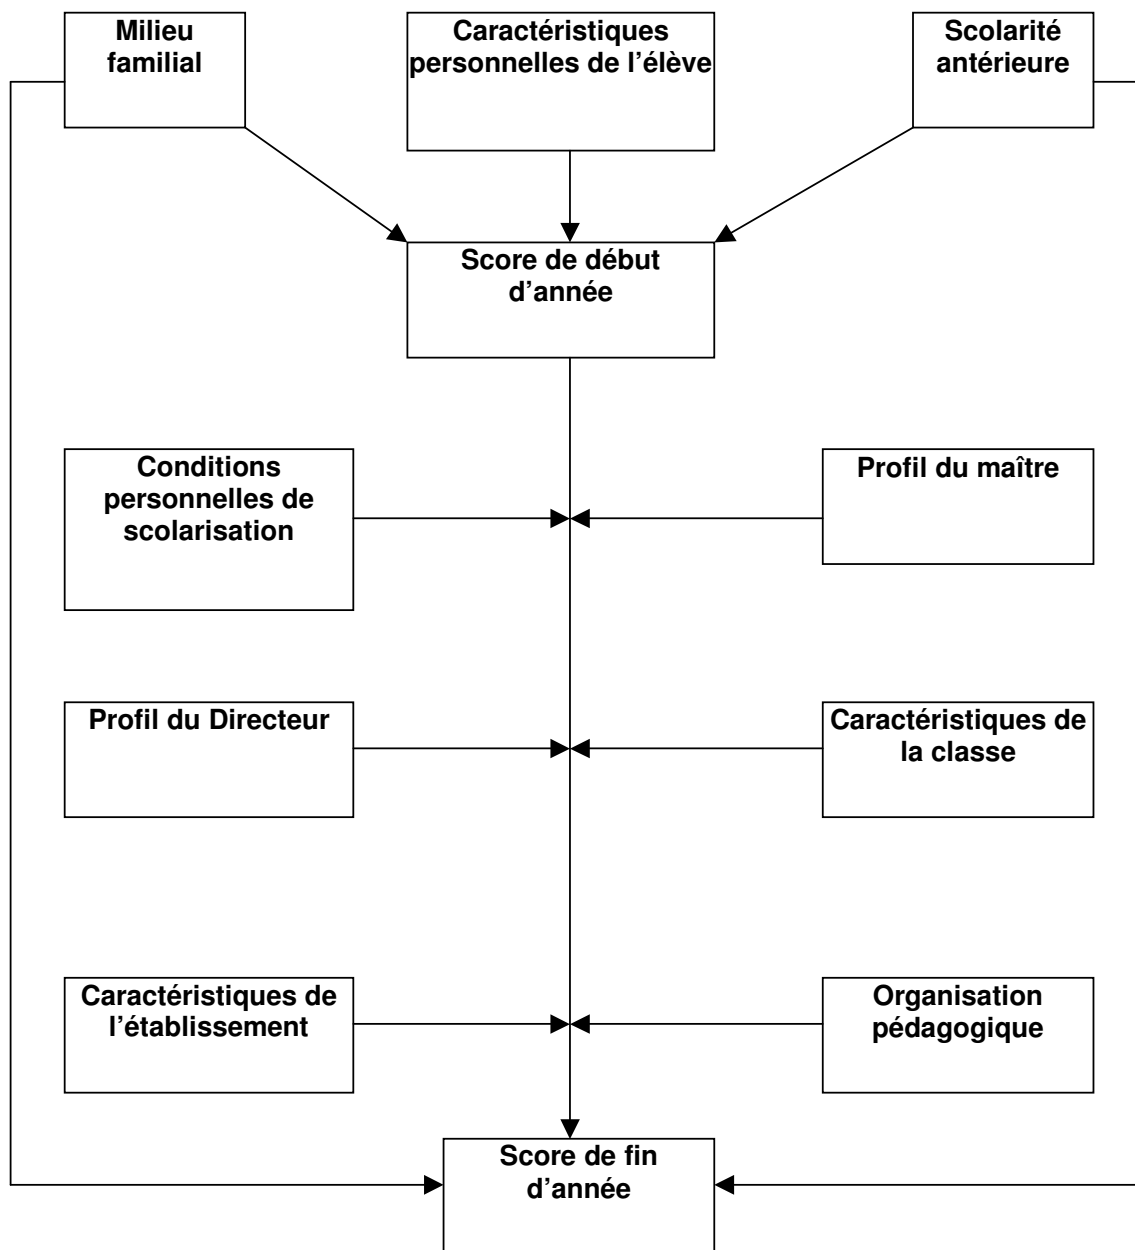 Milieu
familial
Caractéristiques
personnelles de l’élève
Scolarité
antérieure
Score de début
d’année
Conditions
personnelles de
scolarisation
Profil du maître
Profil du Directeur
Caractéristiques de
la classe
Caractéristiques de
l’établissement
Organisation
pédagogique
Score de fin
d’année